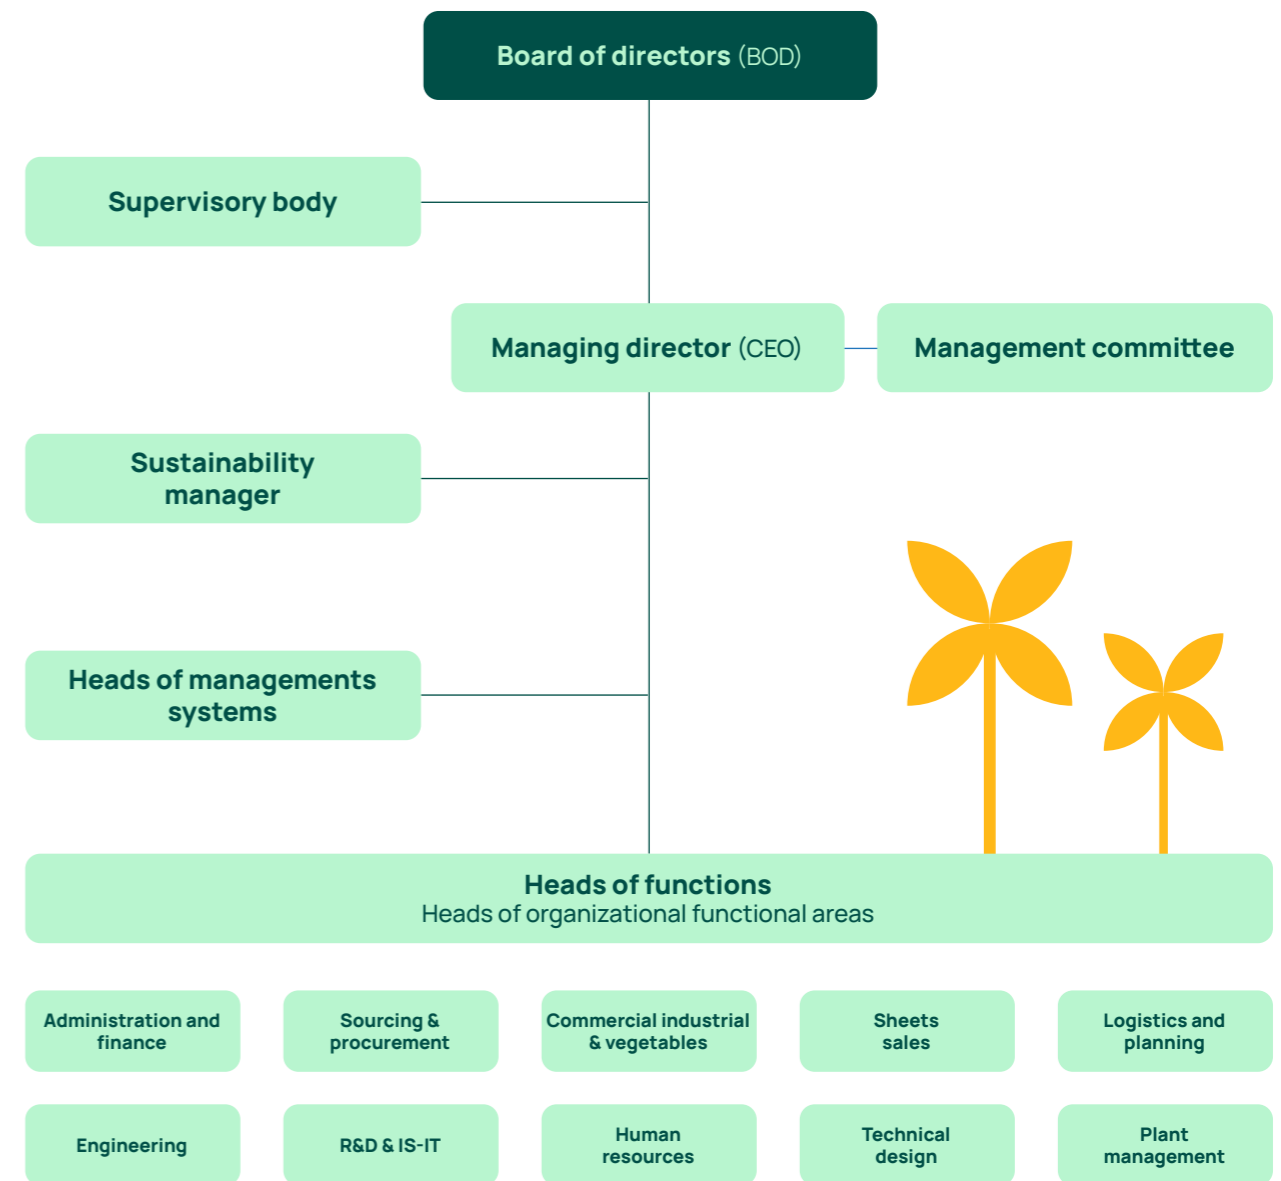 Board of directors (BOD)
Supervisory body
Managing director (CEO)
Management committee
Sustainability
manager
Heads of managements
systems
Heads of functions
Heads of organizational functional areas
Administration and
finance
Sourcing &
procurement
Commercial industrial
& vegetables
Sheets
sales
Logistics and
planning
Engineering
R&D & IS-IT
Human
resources
Technical
design
Plant
management